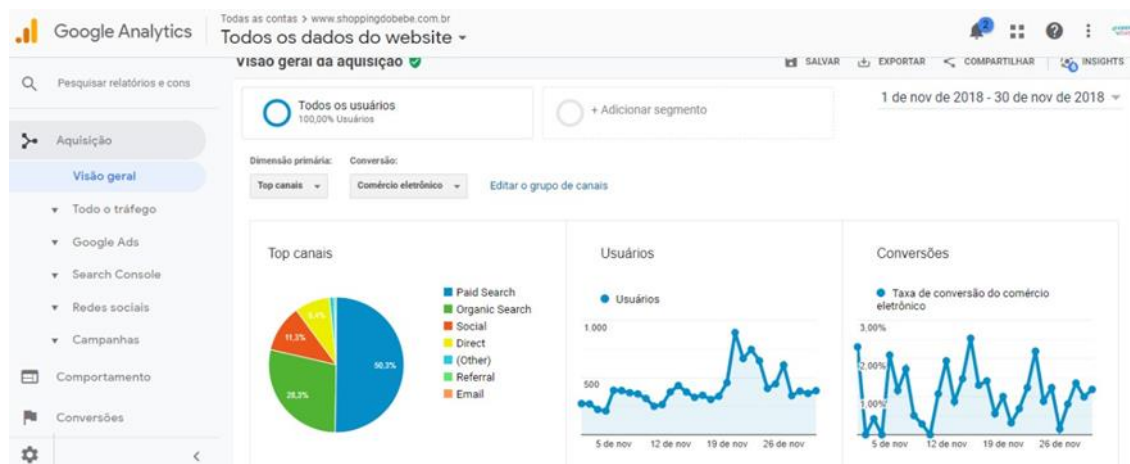 Google Analytics
Todas as contas > www.shoppingdobebe.com.br
Todos os dados do website
2
Pesquisar relatórios e cons
Visão geral da aquisição
SALVAR
EXPORTAR
COMPARTILHAR
INSIGHTS
Todos os usuários
100,00% Usuários
+ Adicionar segmento
1 de nov de 2018 - 30 de nov de 2018
Aquisição
Visão geral
Todo o tráfego
Google Ads
Search Console
Redes sociais
Campanhas
Comportamento
Conversões
Dimensão primária:
Conversão:
Top canais
Comércio eletrônico
Editar o grupo de canais
Top canais
50,3%
28,3%
11,3%
Paid Search
Organic Search
Social
Direct
(Other)
Referral
Email
Usuários
Usuários
1.000
500
5 de nov
12 de nov
19 de nov
26 de nov
Conversões
Taxa de conversão do comércio
eletrônico
3,00%
2,00%
1,00%
5 de nov
12 de nov
19 de nov
26 de nov